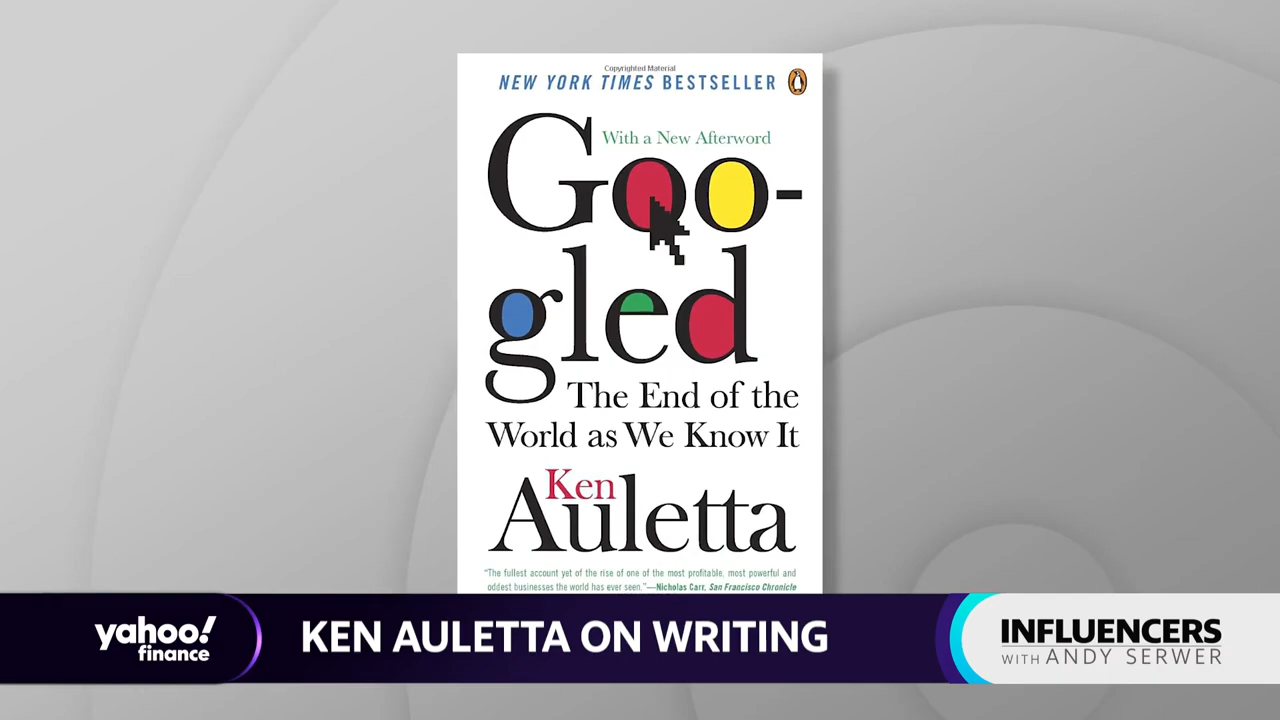 Copyrighted Material
NEW YORK TIMES BESTSELLER
With a New Afterword
Goo-
gled
The End of the
World as We Know It
Ken
Auletta
"The fullest account yet of the rise of one of the most profitable, most powerful and
oddest businesses the world has ever seen."—Nicholas Carr, San Francisco Chronicle
yahoo!
finance
KEN AULETTA ON WRITING
INFLUENCERS
WITH ANDY SERWER